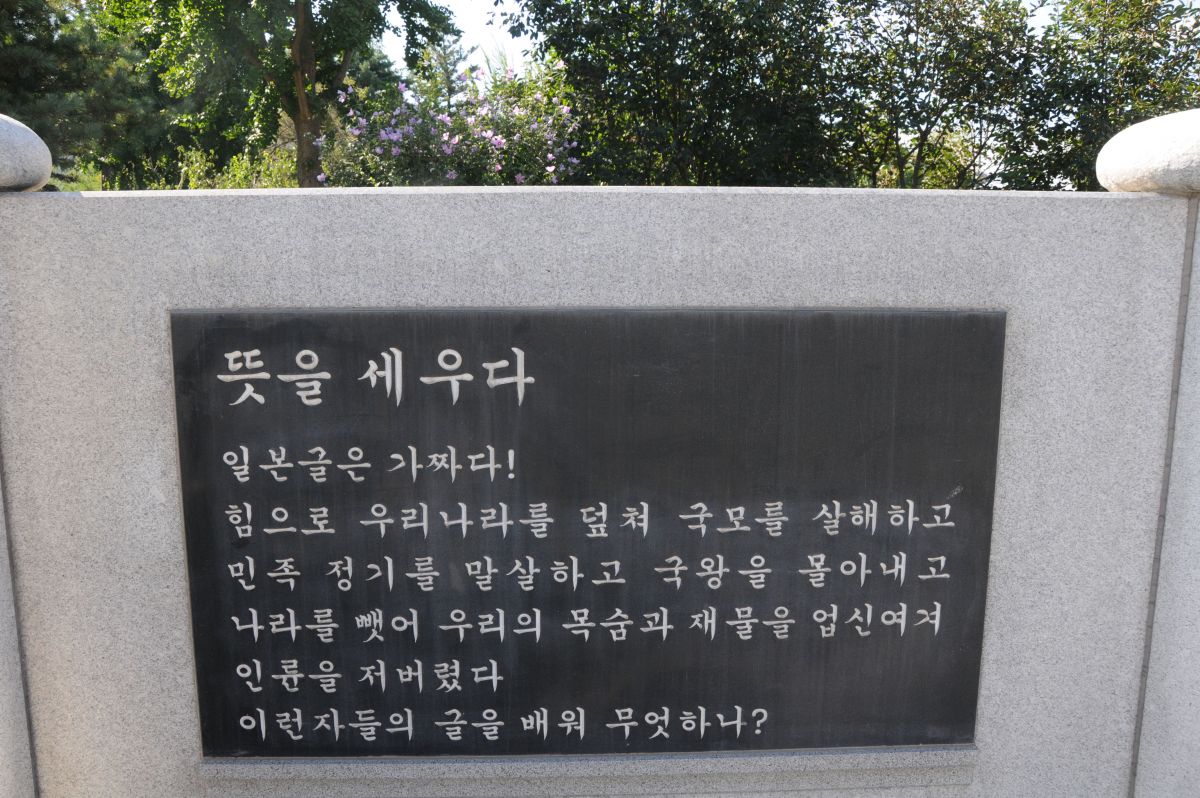 뜻을 세우다
일본글은 가짜다!
힘으로 우리나라를 덮쳐 국모를 살해하고
민족 정기를 말살하고 국왕을 몰아내고
나라를 뺏어 우리의 목숨과 재물을 업신여겨
인륜을 저버렸다
이런자들의 글을 배워 무엇하나?